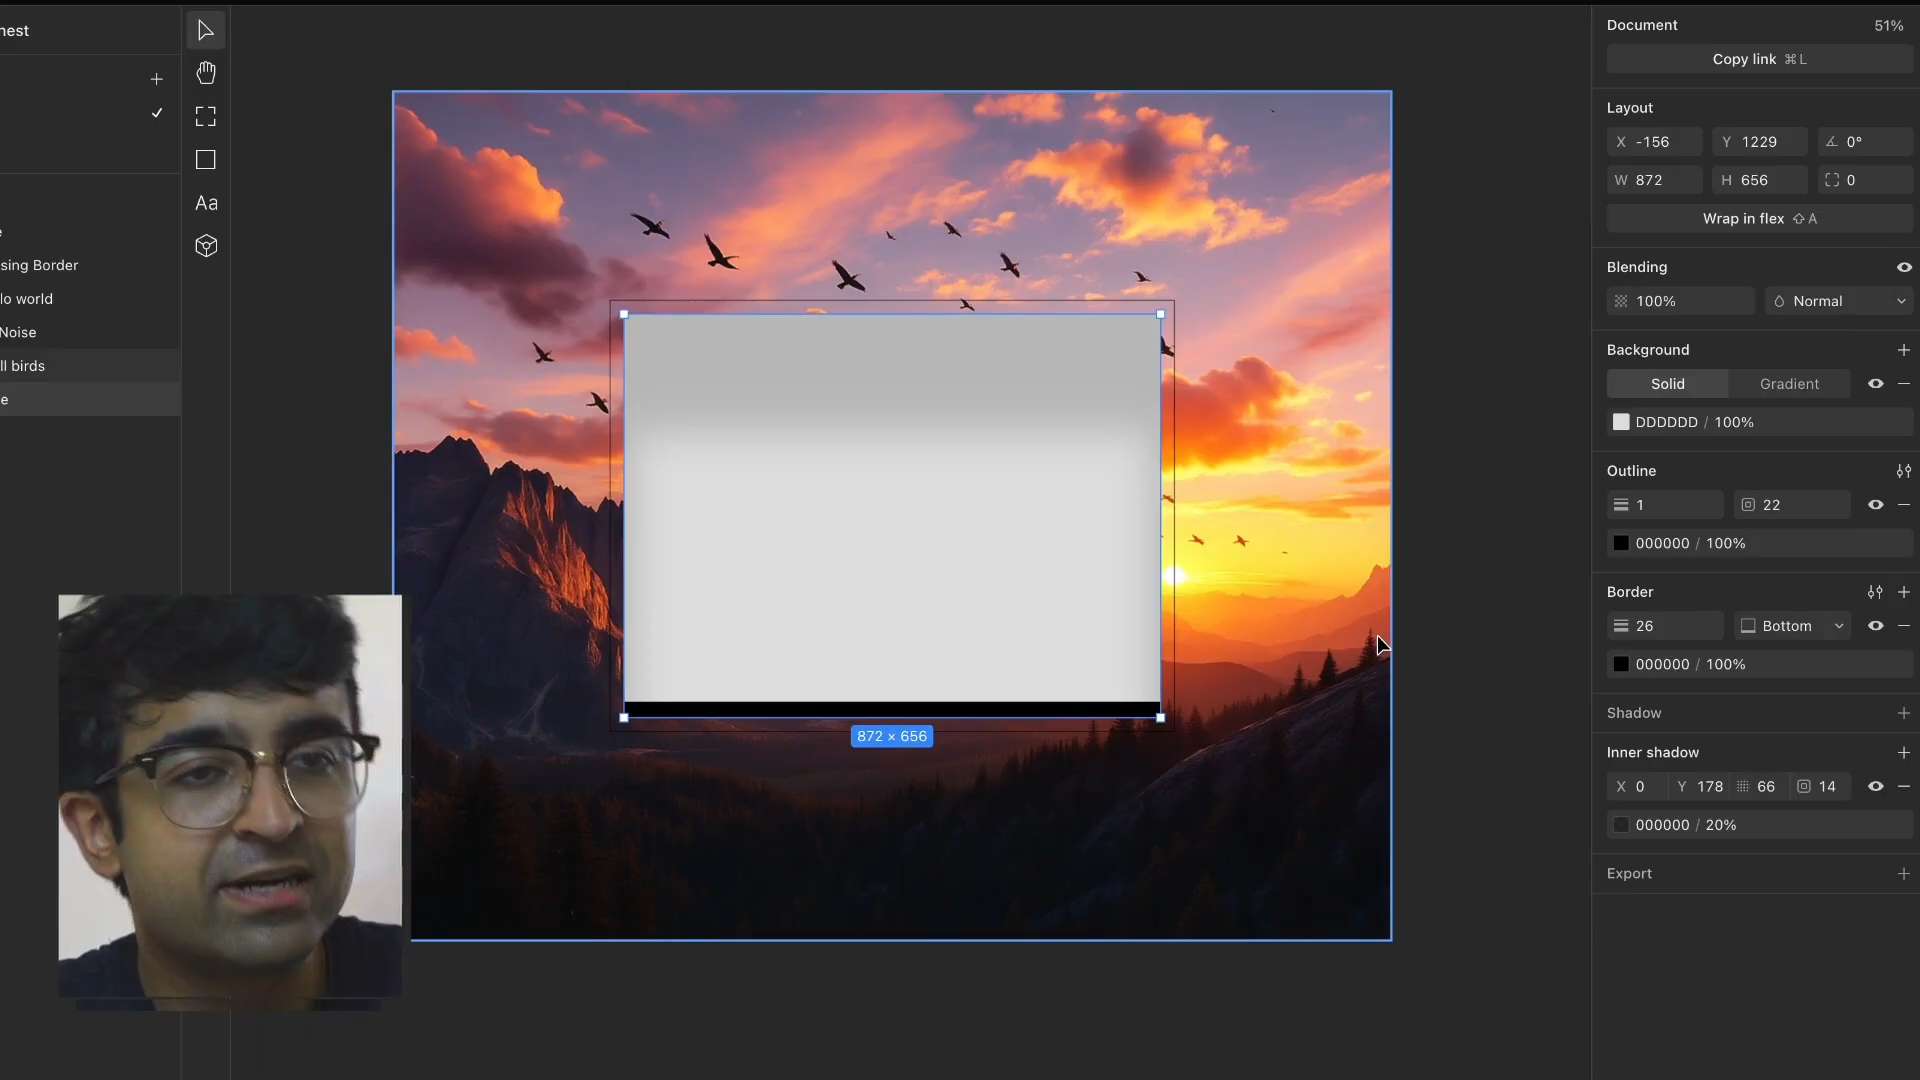 nest
sing Border
lo world
Noise
ll birds
e
Aa
872 × 656
Document 51%
Copy link ⌘ L
Layout
X -156 Y 1229 0°
W 872 H 656 0
Wrap in flex ⇧ A
Blending
100% Normal
Background
Solid Gradient
DDDDDD / 100%
Outline
1 22
000000 / 100%
Border
26 Bottom
000000 / 100%
Shadow
Inner shadow
X 0 Y 178 66 14
000000 / 20%
Export